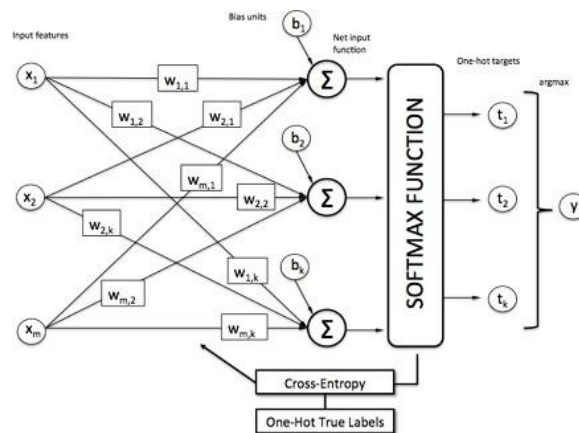 Input features
Bias units
Net input
function
One-hot targets
argmax
b1
x1
w1,1
Σ
t1
w1,2
w2,1
b2
wm,1
x2
w2,2
Σ
t2
y
w2,k
w1,k
bk
wm,2
xm
wm,k
Σ
tk
SOFTMAX FUNCTION
Cross-Entropy
One-Hot True Labels